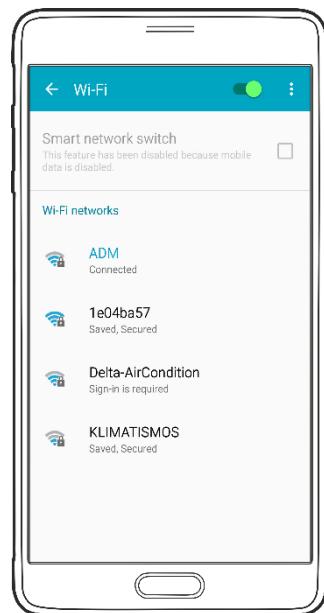 Wi-Fi
Smart network switch
This feature has been disabled because mobile
data is disabled.
Wi-Fi networks
ADM
Connected
1e04ba57
Saved, Secured
Delta-AirCondition
Sign-in is required
KLIMATISMOS
Saved, Secured